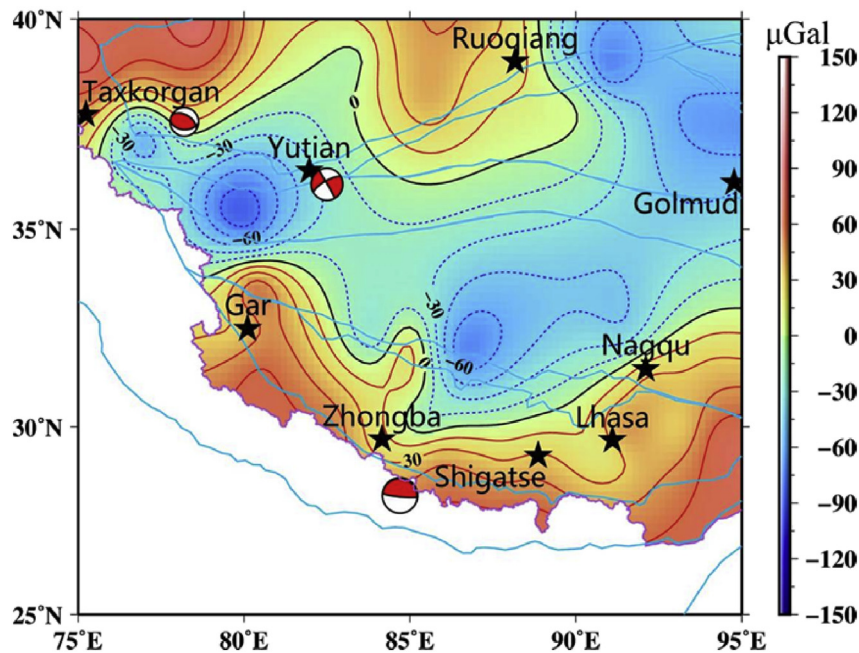 40°N
µGal
Ruoqiang
150
Taxkorgan
0
120
-30
-30
Yutian
90
Golmud
60
35°N
-60
30
Gar
-30
0
Nagqu
0
-60
-30
30°N
Zhongba
Lhasa
-60
-30
Shigatse
-90
-120
25°N
-150
75°E
80°E
85°E
90°E
95°E